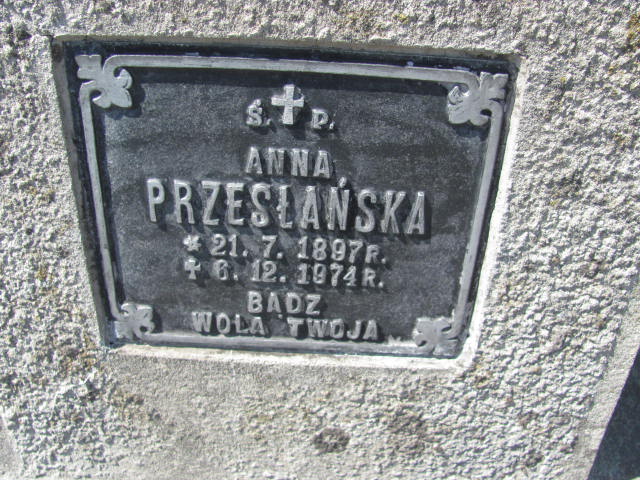 Ś. P.
ANNA
PRZESŁAŃSKA
* 21. 7. 1897 R.
✝ 6. 12. 1974 R.
BADZ
WOLA TWOJA